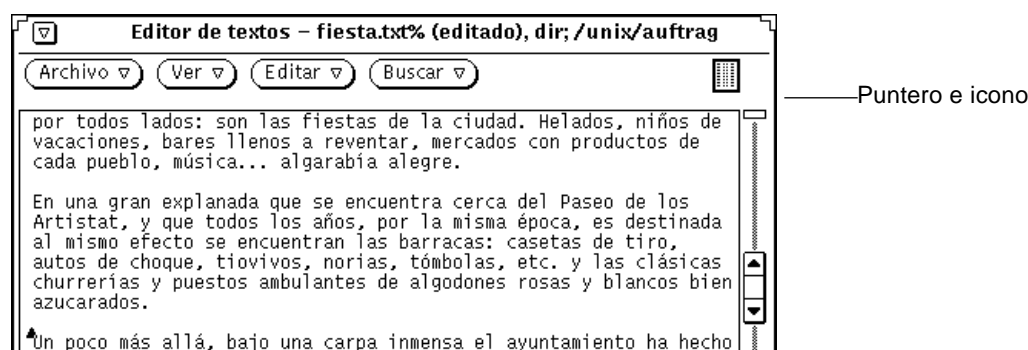 Editor de textos – fiesta.txt% (editado), dir; /unix/auftrag
Archivo Ver Editar Buscar
Puntero e icono
por todos lados: son las fiestas de la ciudad. Helados, niños de
vacaciones, bares llenos a reventar, mercados con productos de
cada pueblo, música... algarabía alegre.
En una gran explanada que se encuentra cerca del Paseo de los
Artistat, y que todos los años, por la misma época, es destinada
al mismo efecto se encuentran las barracas: casetas de tiro,
autos de choque, tiovivos, norias, tómbolas, etc. y las clásicas
churrerías y puestos ambulantes de algodones rosas y blancos bien
azucarados.
Un poco más allá, bajo una carpa inmensa el ayuntamiento ha hecho